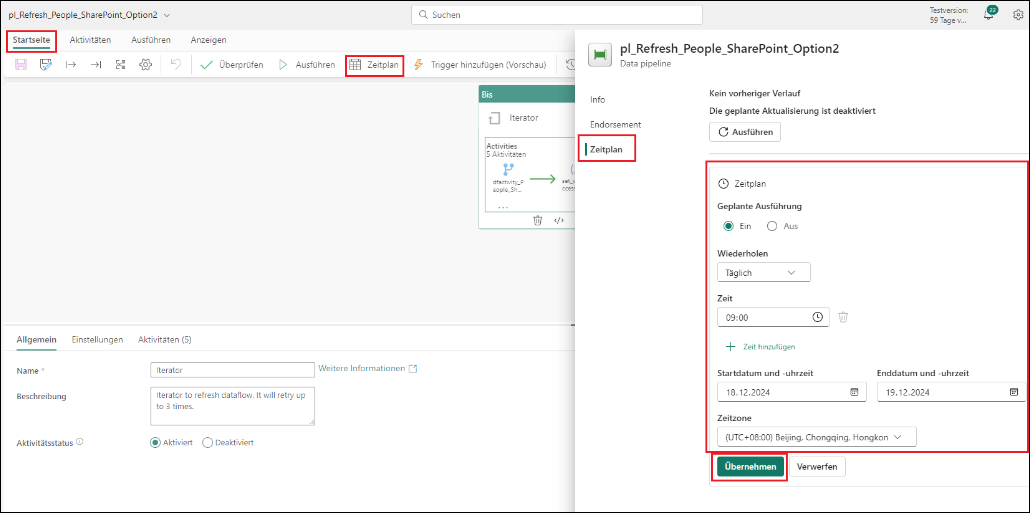 pl_Refresh_People_SharePoint_Option2
Suchen
Testversion:
59 Tage v...
22
Startseite
Aktivitäten
Ausführen
Anzeigen
Überprüfen
Ausführen
Zeitplan
Trigger hinzufügen (Vorschau)
Bis
Iterator
Activities
5 Aktivitäten
dfactivity_P
eople_Sh...
set_v
ccess
...
</>
Allgemein
Einstellungen
Aktivitäten (5)
Name *
Iterator
Weitere Informationen
Beschreibung
Iterator to refresh dataflow. It will retry up
to 3 times.
Aktivitätsstatus
Aktiviert
Deaktiviert
pl_Refresh_People_SharePoint_Option2
Data pipeline
Info
Endorsement
Zeitplan
Kein vorheriger Verlauf
Die geplante Aktualisierung ist deaktiviert
Ausführen
Zeitplan
Geplante Ausführung
Ein
Aus
Wiederholen
Täglich
Zeit
09:00
Zeit hinzufügen
Startdatum und -uhrzeit
Enddatum und -uhrzeit
18.12.2024
19.12.2024
Zeitzone
(UTC+08:00) Beijing, Chongqing, Hongkon
Übernehmen
Verwerfen